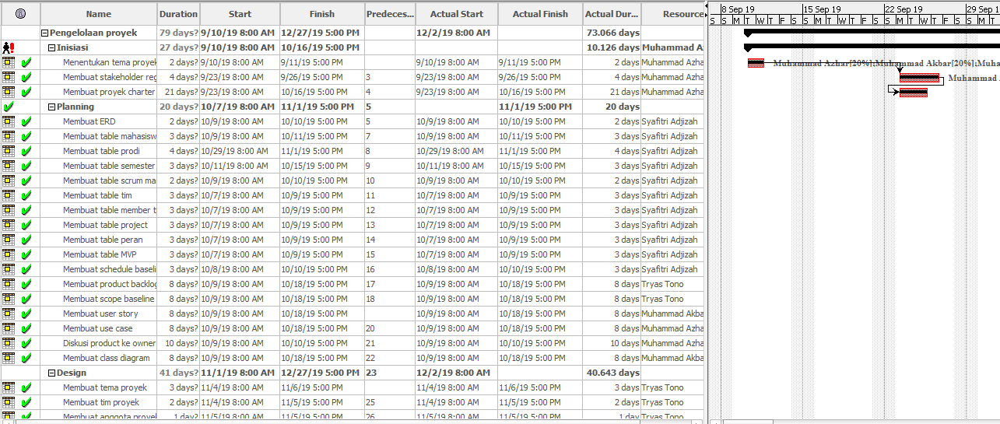 Name Duration Start Finish Predeces... Actual Start Actual Finish Actual Dur... Resource
8 Sep 19 15 Sep 19 22 Sep 19 29 Sep 19
S S M T W T F S S M T W T F S S M T W T F S S M
Pengelolaan proyek 79 days? 9/10/19 8:00 AM 12/27/19 5:00 PM 12/2/19 8:00 AM 73.066 days
Inisiasi 27 days? 9/10/19 8:00 AM 10/16/19 5:00 PM 10.126 days Muhammad Az
Menentukan tema proyek 2 days? 9/10/19 8:00 AM 9/11/19 5:00 PM 9/10/19 8:00 AM 9/11/19 5:00 PM 2 days Muhammad Azha Muhammad Azhar[20%];Muhammad Akbar[20%];Muha
Membuat stakeholder reg 4 days? 9/23/19 8:00 AM 9/26/19 5:00 PM 3 9/23/19 8:00 AM 9/26/19 5:00 PM 4 days Muhammad Azha Muhammad A
Membuat proyek charter 21 days? 9/23/19 8:00 AM 10/16/19 5:00 PM 4 9/23/19 8:00 AM 10/16/19 5:00 PM 21 days Muhammad Azha
Planning 20 days? 10/7/19 8:00 AM 11/1/19 5:00 PM 5 11/1/19 5:00 PM 20 days
Membuat ERD 2 days? 10/9/19 8:00 AM 10/10/19 5:00 PM 5 10/9/19 8:00 AM 10/10/19 5:00 PM 2 days Syafitri Adjizah
Membuat table mahasisw 3 days? 10/9/19 8:00 AM 10/11/19 5:00 PM 7 10/9/19 8:00 AM 10/11/19 5:00 PM 3 days Syafitri Adjizah
Membuat table prodi 4 days? 10/29/19 8:00 AM 11/1/19 5:00 PM 8 10/29/19 8:00 AM 11/1/19 5:00 PM 4 days Syafitri Adjizah
Membuat table semester 3 days? 10/11/19 8:00 AM 10/15/19 5:00 PM 9 10/11/19 8:00 AM 10/15/19 5:00 PM 3 days Syafitri Adjizah
Membuat table scrum ma 2 days? 10/9/19 8:00 AM 10/10/19 5:00 PM 10 10/9/19 8:00 AM 10/10/19 5:00 PM 2 days Syafitri Adjizah
Membuat table tim 3 days? 10/7/19 8:00 AM 10/9/19 5:00 PM 11 10/7/19 8:00 AM 10/9/19 5:00 PM 3 days Syafitri Adjizah
Membuat table member t 3 days? 10/7/19 8:00 AM 10/9/19 5:00 PM 12 10/7/19 8:00 AM 10/9/19 5:00 PM 3 days Syafitri Adjizah
Membuat table project 3 days? 10/7/19 8:00 AM 10/9/19 5:00 PM 13 10/7/19 8:00 AM 10/9/19 5:00 PM 3 days Syafitri Adjizah
Membuat table peran 3 days? 10/7/19 8:00 AM 10/9/19 5:00 PM 14 10/7/19 8:00 AM 10/9/19 5:00 PM 3 days Syafitri Adjizah
Membuat table MVP 3 days? 10/7/19 8:00 AM 10/9/19 5:00 PM 15 10/7/19 8:00 AM 10/9/19 5:00 PM 3 days Syafitri Adjizah
Membuat schedule baseli 3 days? 10/8/19 8:00 AM 10/10/19 5:00 PM 16 10/8/19 8:00 AM 10/10/19 5:00 PM 3 days Syafitri Adjizah
Membuat product backlog 8 days? 10/9/19 8:00 AM 10/18/19 5:00 PM 17 10/9/19 8:00 AM 10/18/19 5:00 PM 8 days Tryas Tono
Membuat scope baseline 8 days? 10/9/19 8:00 AM 10/18/19 5:00 PM 18 10/9/19 8:00 AM 10/18/19 5:00 PM 8 days Tryas Tono
Membuat user story 8 days? 10/9/19 8:00 AM 10/18/19 5:00 PM 10/9/19 8:00 AM 10/18/19 5:00 PM 8 days Muhammad Akba
Membuat use case 8 days? 10/9/19 8:00 AM 10/18/19 5:00 PM 20 10/9/19 8:00 AM 10/18/19 5:00 PM 8 days Muhammad Azha
Diskusi product ke owner 10 days? 10/9/19 8:00 AM 10/10/19 5:00 PM 21 10/9/19 8:00 AM 10/10/19 5:00 PM 10 days Muhammad Azha
Membuat class diagram 8 days? 10/9/19 8:00 AM 10/18/19 5:00 PM 22 10/9/19 8:00 AM 10/18/19 5:00 PM 8 days Muhammad Akba
Design 41 days? 11/1/19 8:00 AM 12/27/19 5:00 PM 23 12/2/19 8:00 AM 40.643 days
Membuat tema proyek 3 days? 11/4/19 8:00 AM 11/6/19 5:00 PM 11/4/19 8:00 AM 11/6/19 5:00 PM 3 days Tryas Tono
Membuat tim proyek 2 days? 11/4/19 8:00 AM 11/5/19 5:00 PM 25 11/4/19 8:00 AM 11/5/19 5:00 PM 2 days Tryas Tono
Membuat anggota proyek 1 day? 11/5/19 8:00 AM 11/5/19 5:00 PM 26 11/5/19 8:00 AM 11/5/19 5:00 PM 1 day Tryas Tono